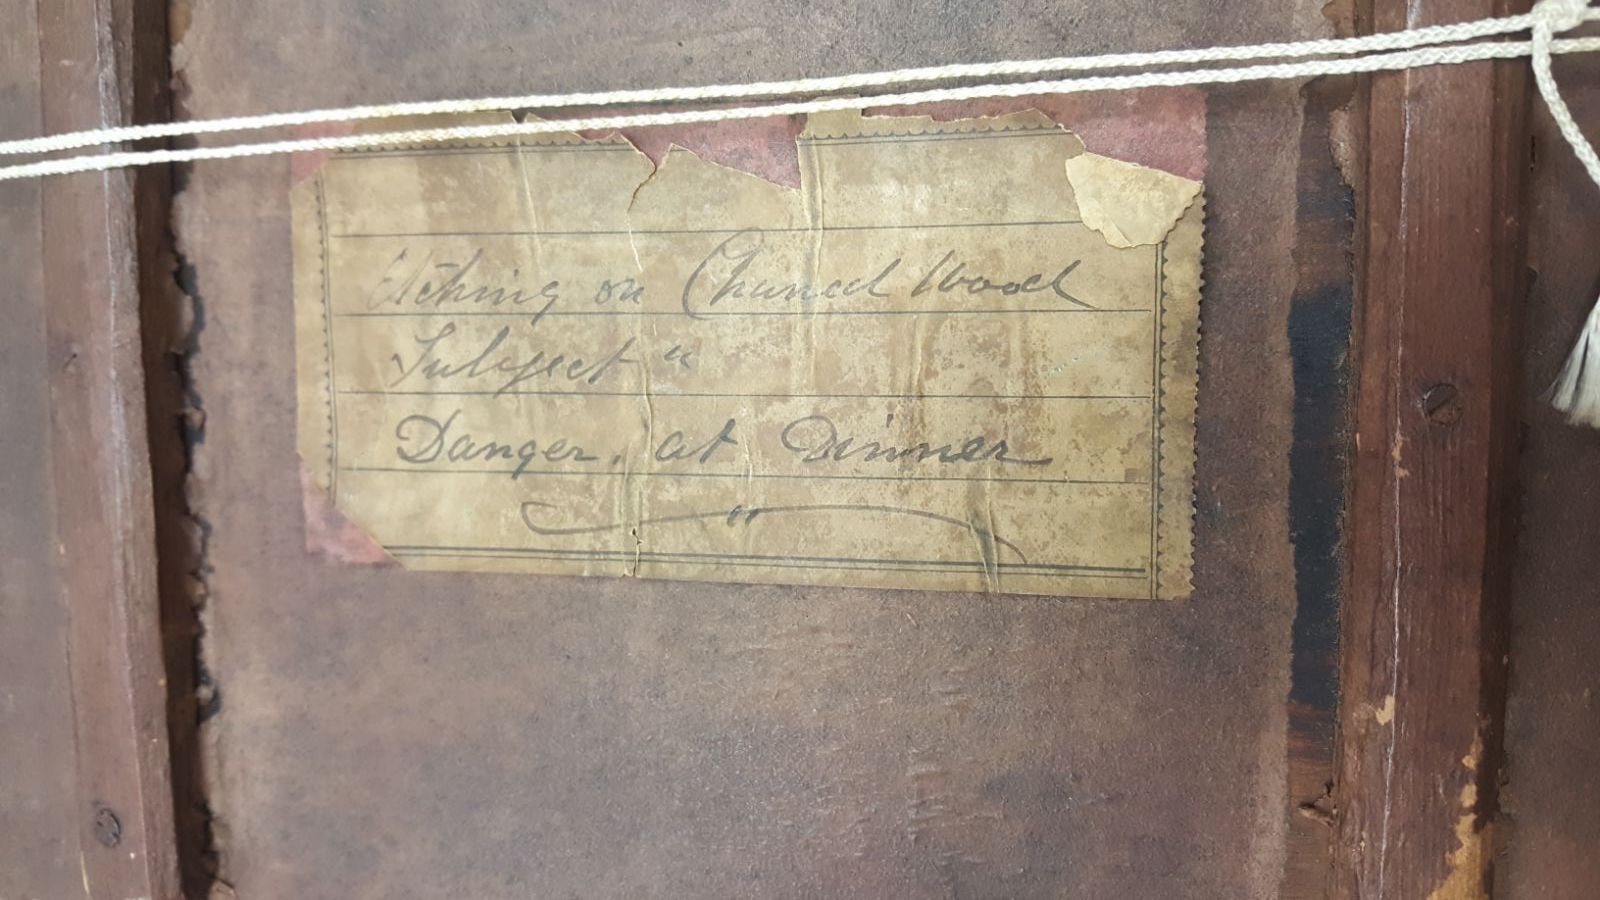 Etching on Charred Wood
Subject "
Danger, at Dinner
"